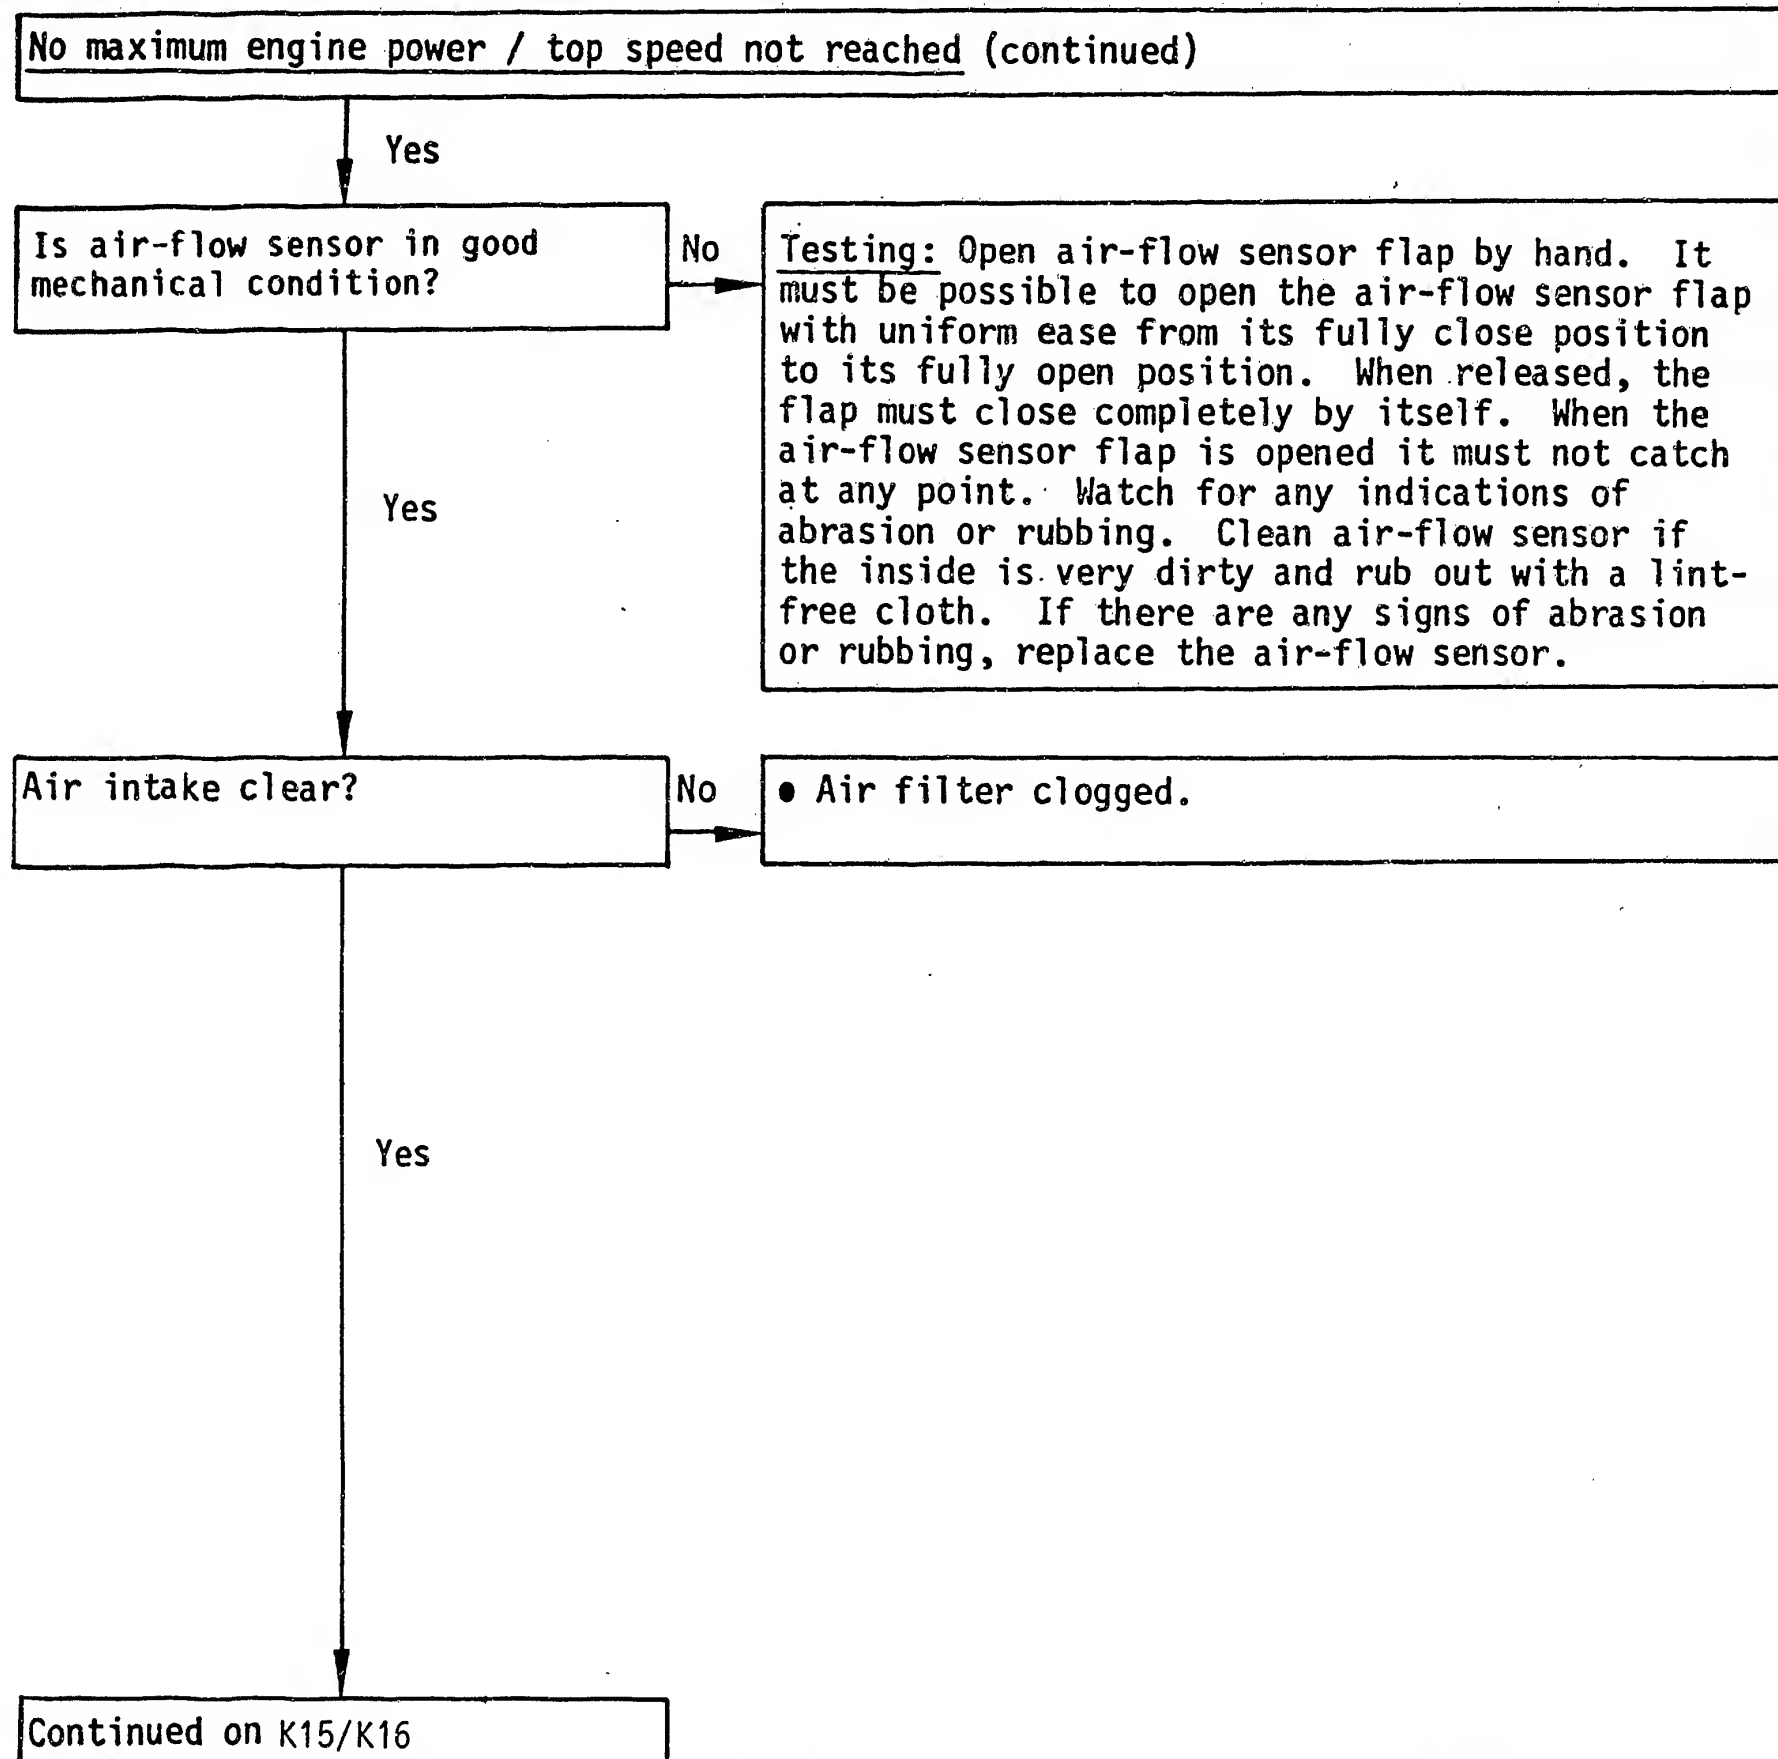 No maximum engine power / top speed not reached (continued)
Yes
Is air-flow sensor in good
mechanical condition?
No
Testing: Open air-flow sensor flap by hand. It
must be possible to open the air-flow sensor flap
with uniform ease from its fully close position
to its fully open position. When released, the
flap must close completely by itself. When the
air-flow sensor flap is opened it must not catch
at any point. Watch for any indications of
abrasion or rubbing. Clean air-flow sensor if
the inside is very dirty and rub out with a lint-
free cloth. If there are any signs of abrasion
or rubbing, replace the air-flow sensor.
Yes
Air intake clear?
No
● Air filter clogged.
Yes
Continued on K15/K16